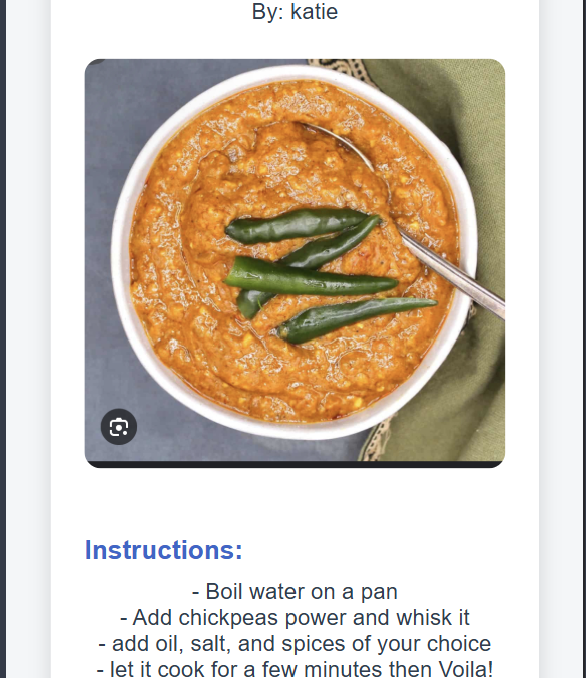 By: katie
Instructions:
- Boil water on a pan
- Add chickpeas power and whisk it
- add oil, salt, and spices of your choice
- let it cook for a few minutes then Voila!